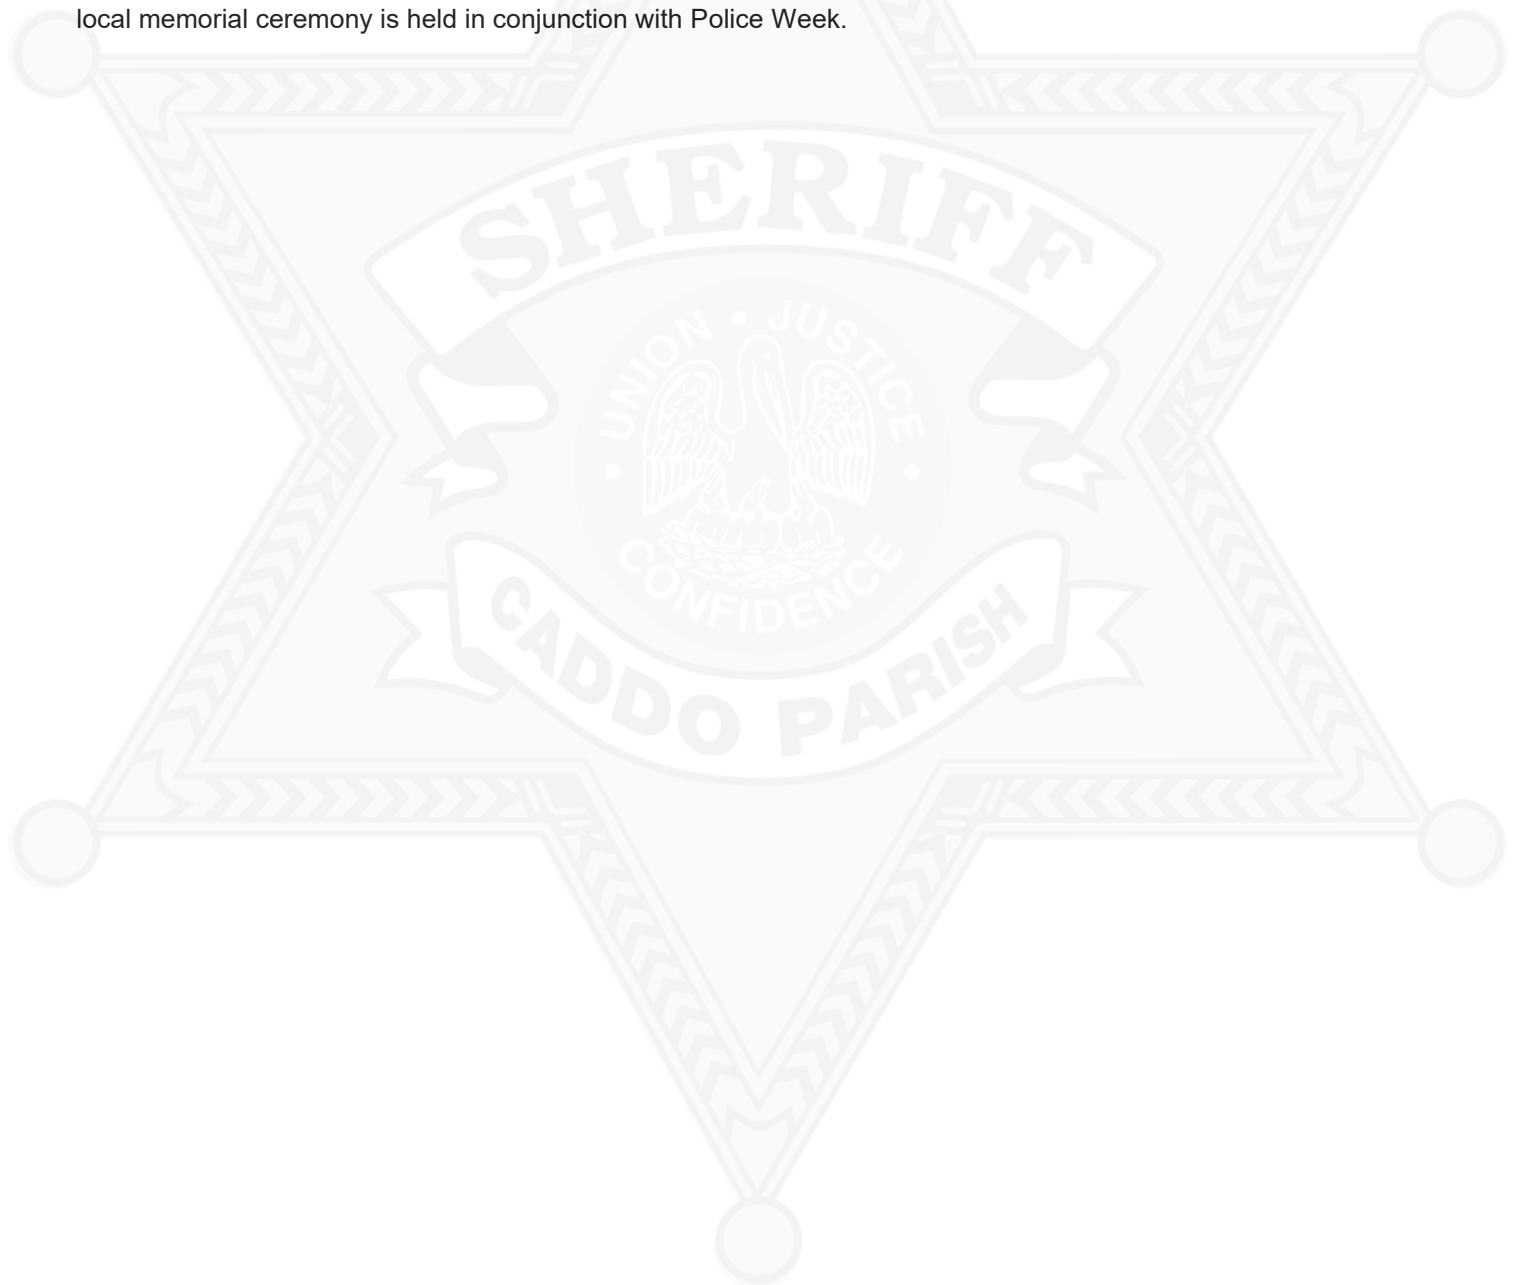 local memorial ceremony is held in conjunction with Police Week.
SHERIFF
UNION • JUSTICE
• CONFIDENCE •
CADDO PARISH